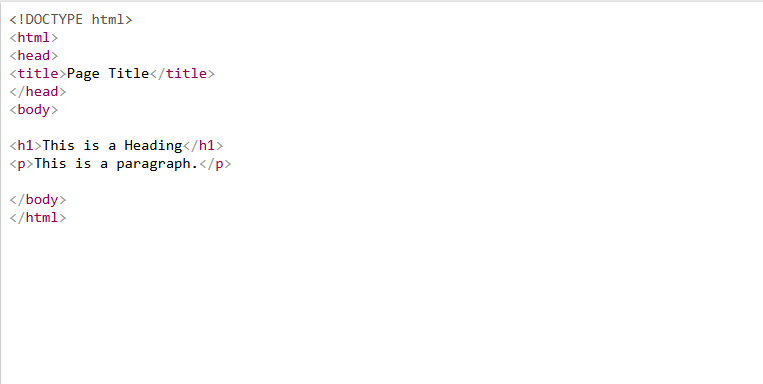 <!DOCTYPE html>
<html>
<head>
<title>Page Title</title>
</head>
<body>

<h1>This is a Heading</h1>
<p>This is a paragraph.</p>

</body>
</html>